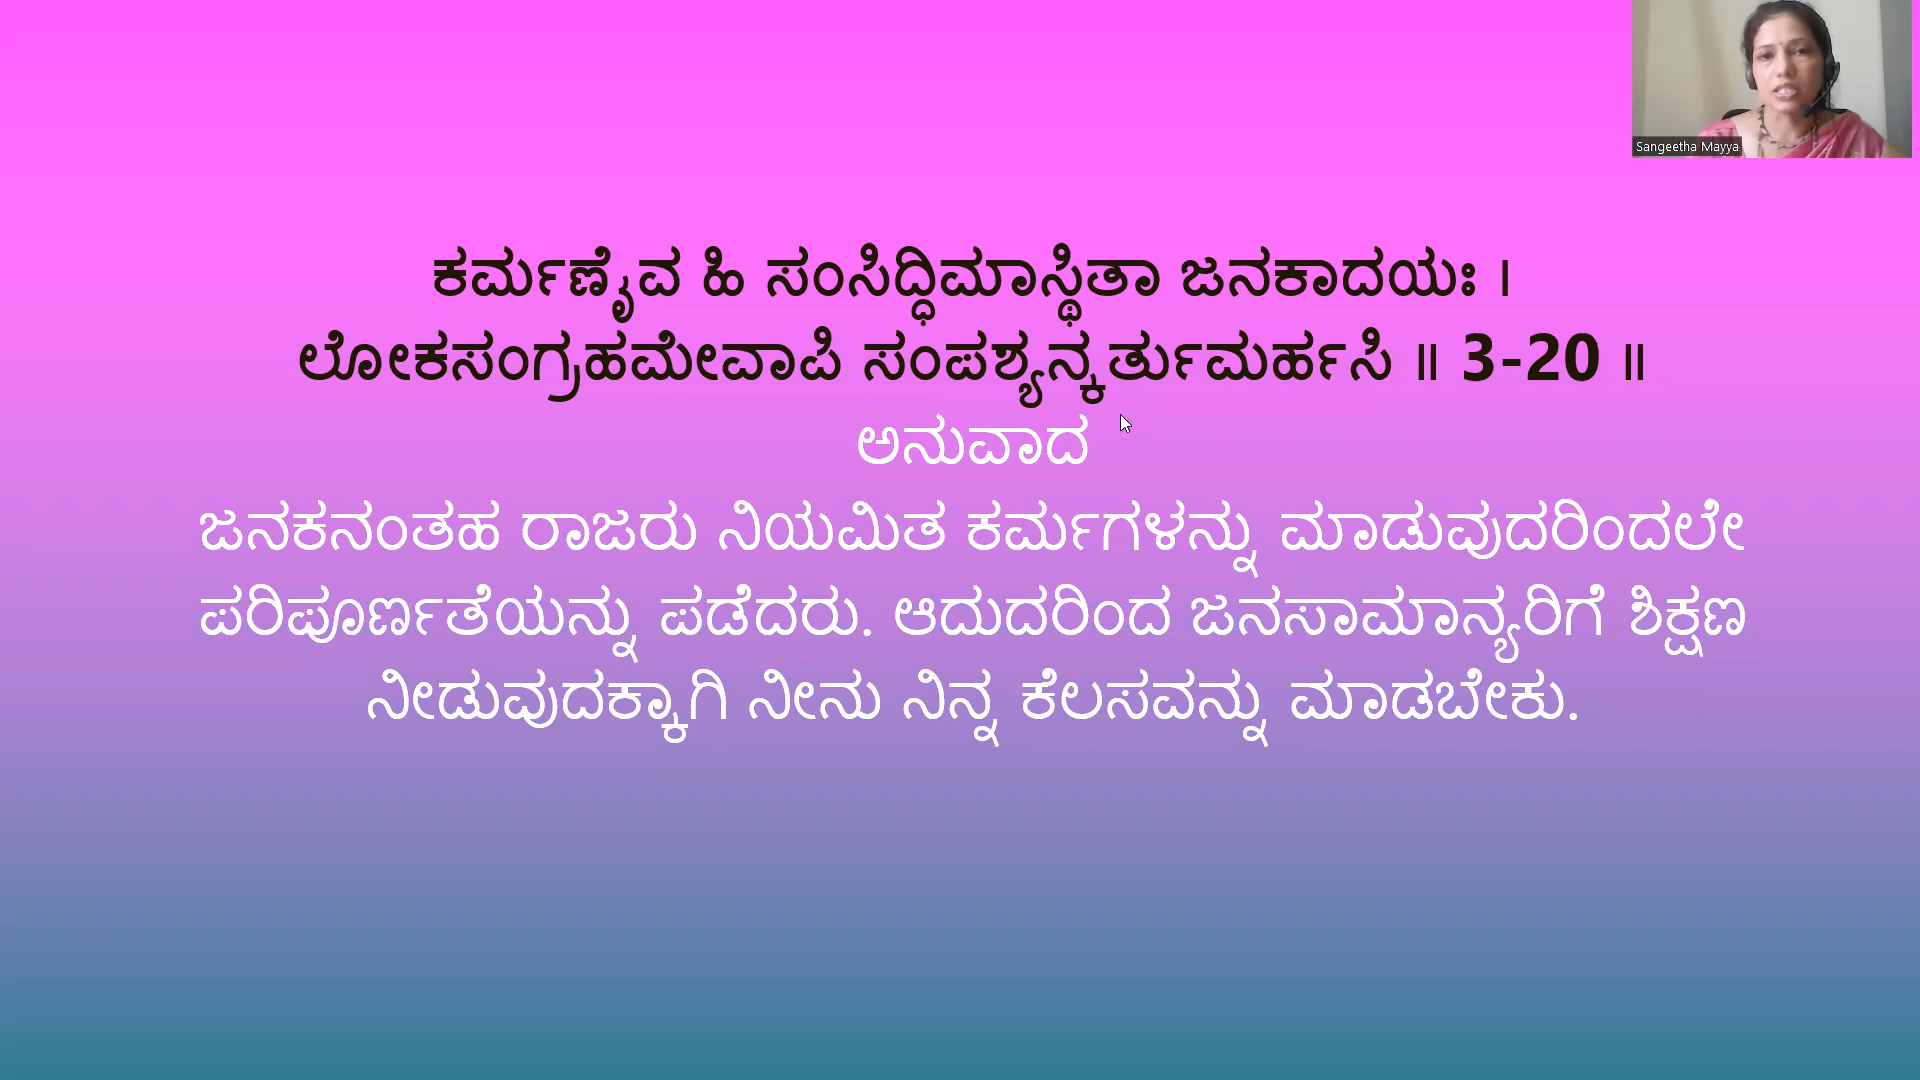 Sangeetha Mayya
ಕರ್ಮಣೈವ ಹಿ ಸಂಸಿದ್ಧಿಮಾಸ್ಥಿತಾ ಜನಕಾದಯಃ ।
ಲೋಕಸಂಗ್ರಹಮೇವಾಪಿ ಸಂಪಶ್ಯನ್ಕರ್ತುಮರ್ಹಸಿ ॥ 3-20 ॥
ಅನುವಾದ
ಜನಕನಂತಹ ರಾಜರು ನಿಯಮಿತ ಕರ್ಮಗಳನ್ನು ಮಾಡುವುದರಿಂದಲೇ
ಪರಿಪೂರ್ಣತೆಯನ್ನು ಪಡೆದರು. ಆದುದರಿಂದ ಜನಸಾಮಾನ್ಯರಿಗೆ ಶಿಕ್ಷಣ
ನೀಡುವುದಕ್ಕಾಗಿ ನೀನು ನಿನ್ನ ಕೆಲಸವನ್ನು ಮಾಡಬೇಕು.